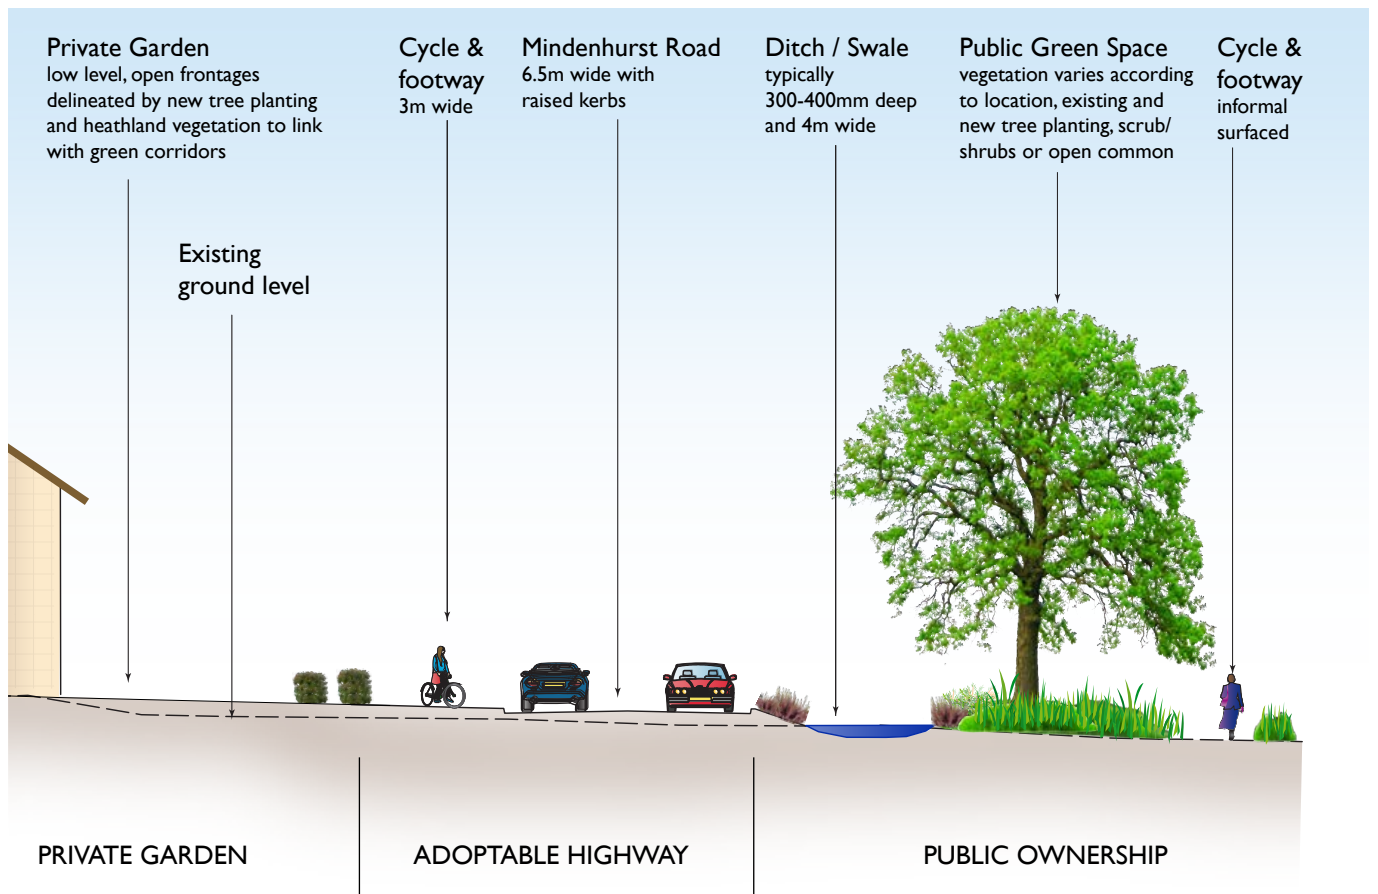 Private Garden
low level, open frontages
delineated by new tree planting
and heathland vegetation to link
with green corridors
Existing
ground level
Cycle &
footway
3m wide
Mindenhurst Road
6.5m wide with
raised kerbs
Ditch / Swale
typically
300-400mm deep
and 4m wide
Public Green Space
vegetation varies according
to location, existing and
new tree planting, scrub/
shrubs or open common
Cycle &
footway
informal
surfaced
PRIVATE GARDEN
ADOPTABLE HIGHWAY
PUBLIC OWNERSHIP